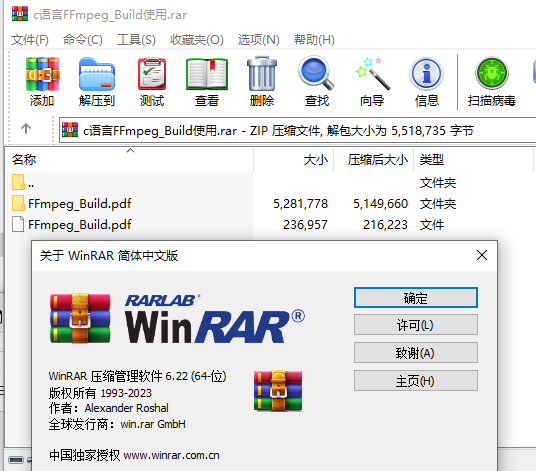 c语言FFmpeg_Build使用.rar
文件(F) 命令(C) 工具(S) 收藏夹(O) 选项(N) 帮助(H)
添加 解压到 测试 查看 删除 查找 向导 信息 扫描病毒
c语言FFmpeg_Build使用.rar - ZIP 压缩文件, 解包大小为 5,518,735 字节
名称 大小 压缩后大小 类型
.. 文件夹
FFmpeg_Build.pdf 5,281,778 5,149,660 文件夹
FFmpeg_Build.pdf 236,957 216,223 文件
关于 WinRAR 简体中文版
RARLAB®
WinRAR®
确定
许可(L)
致谢(A)
主页(H)
WinRAR 压缩管理软件 6.22 (64-位)
版权所有 1993-2023
作者：Alexander Roshal
全球发行商：win.rar GmbH
中国独家授权 www.winrar.com.cn